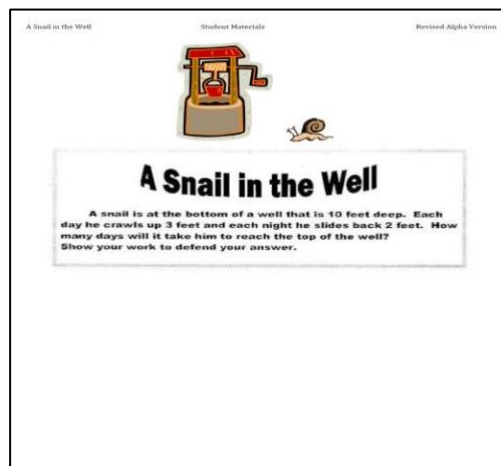 A Snail in the Well Student Materials Revised Alpha Version
A Snail in the Well
A snail is at the bottom of a well that is 10 feet deep. Each
day he crawls up 3 feet and each night he slides back 2 feet. How
many days will it take him to reach the top of the well?
Show your work to defend your answer.